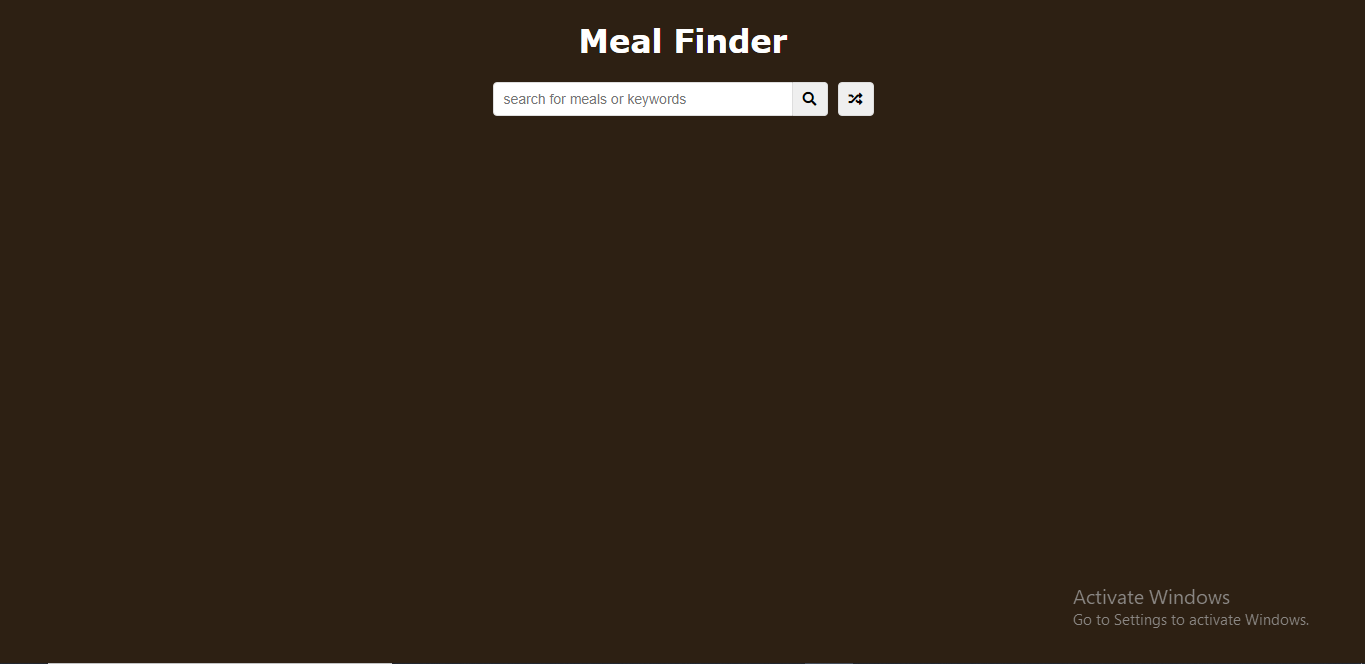 Meal Finder
search for meals or keywords
Activate Windows
Go to Settings to activate Windows.